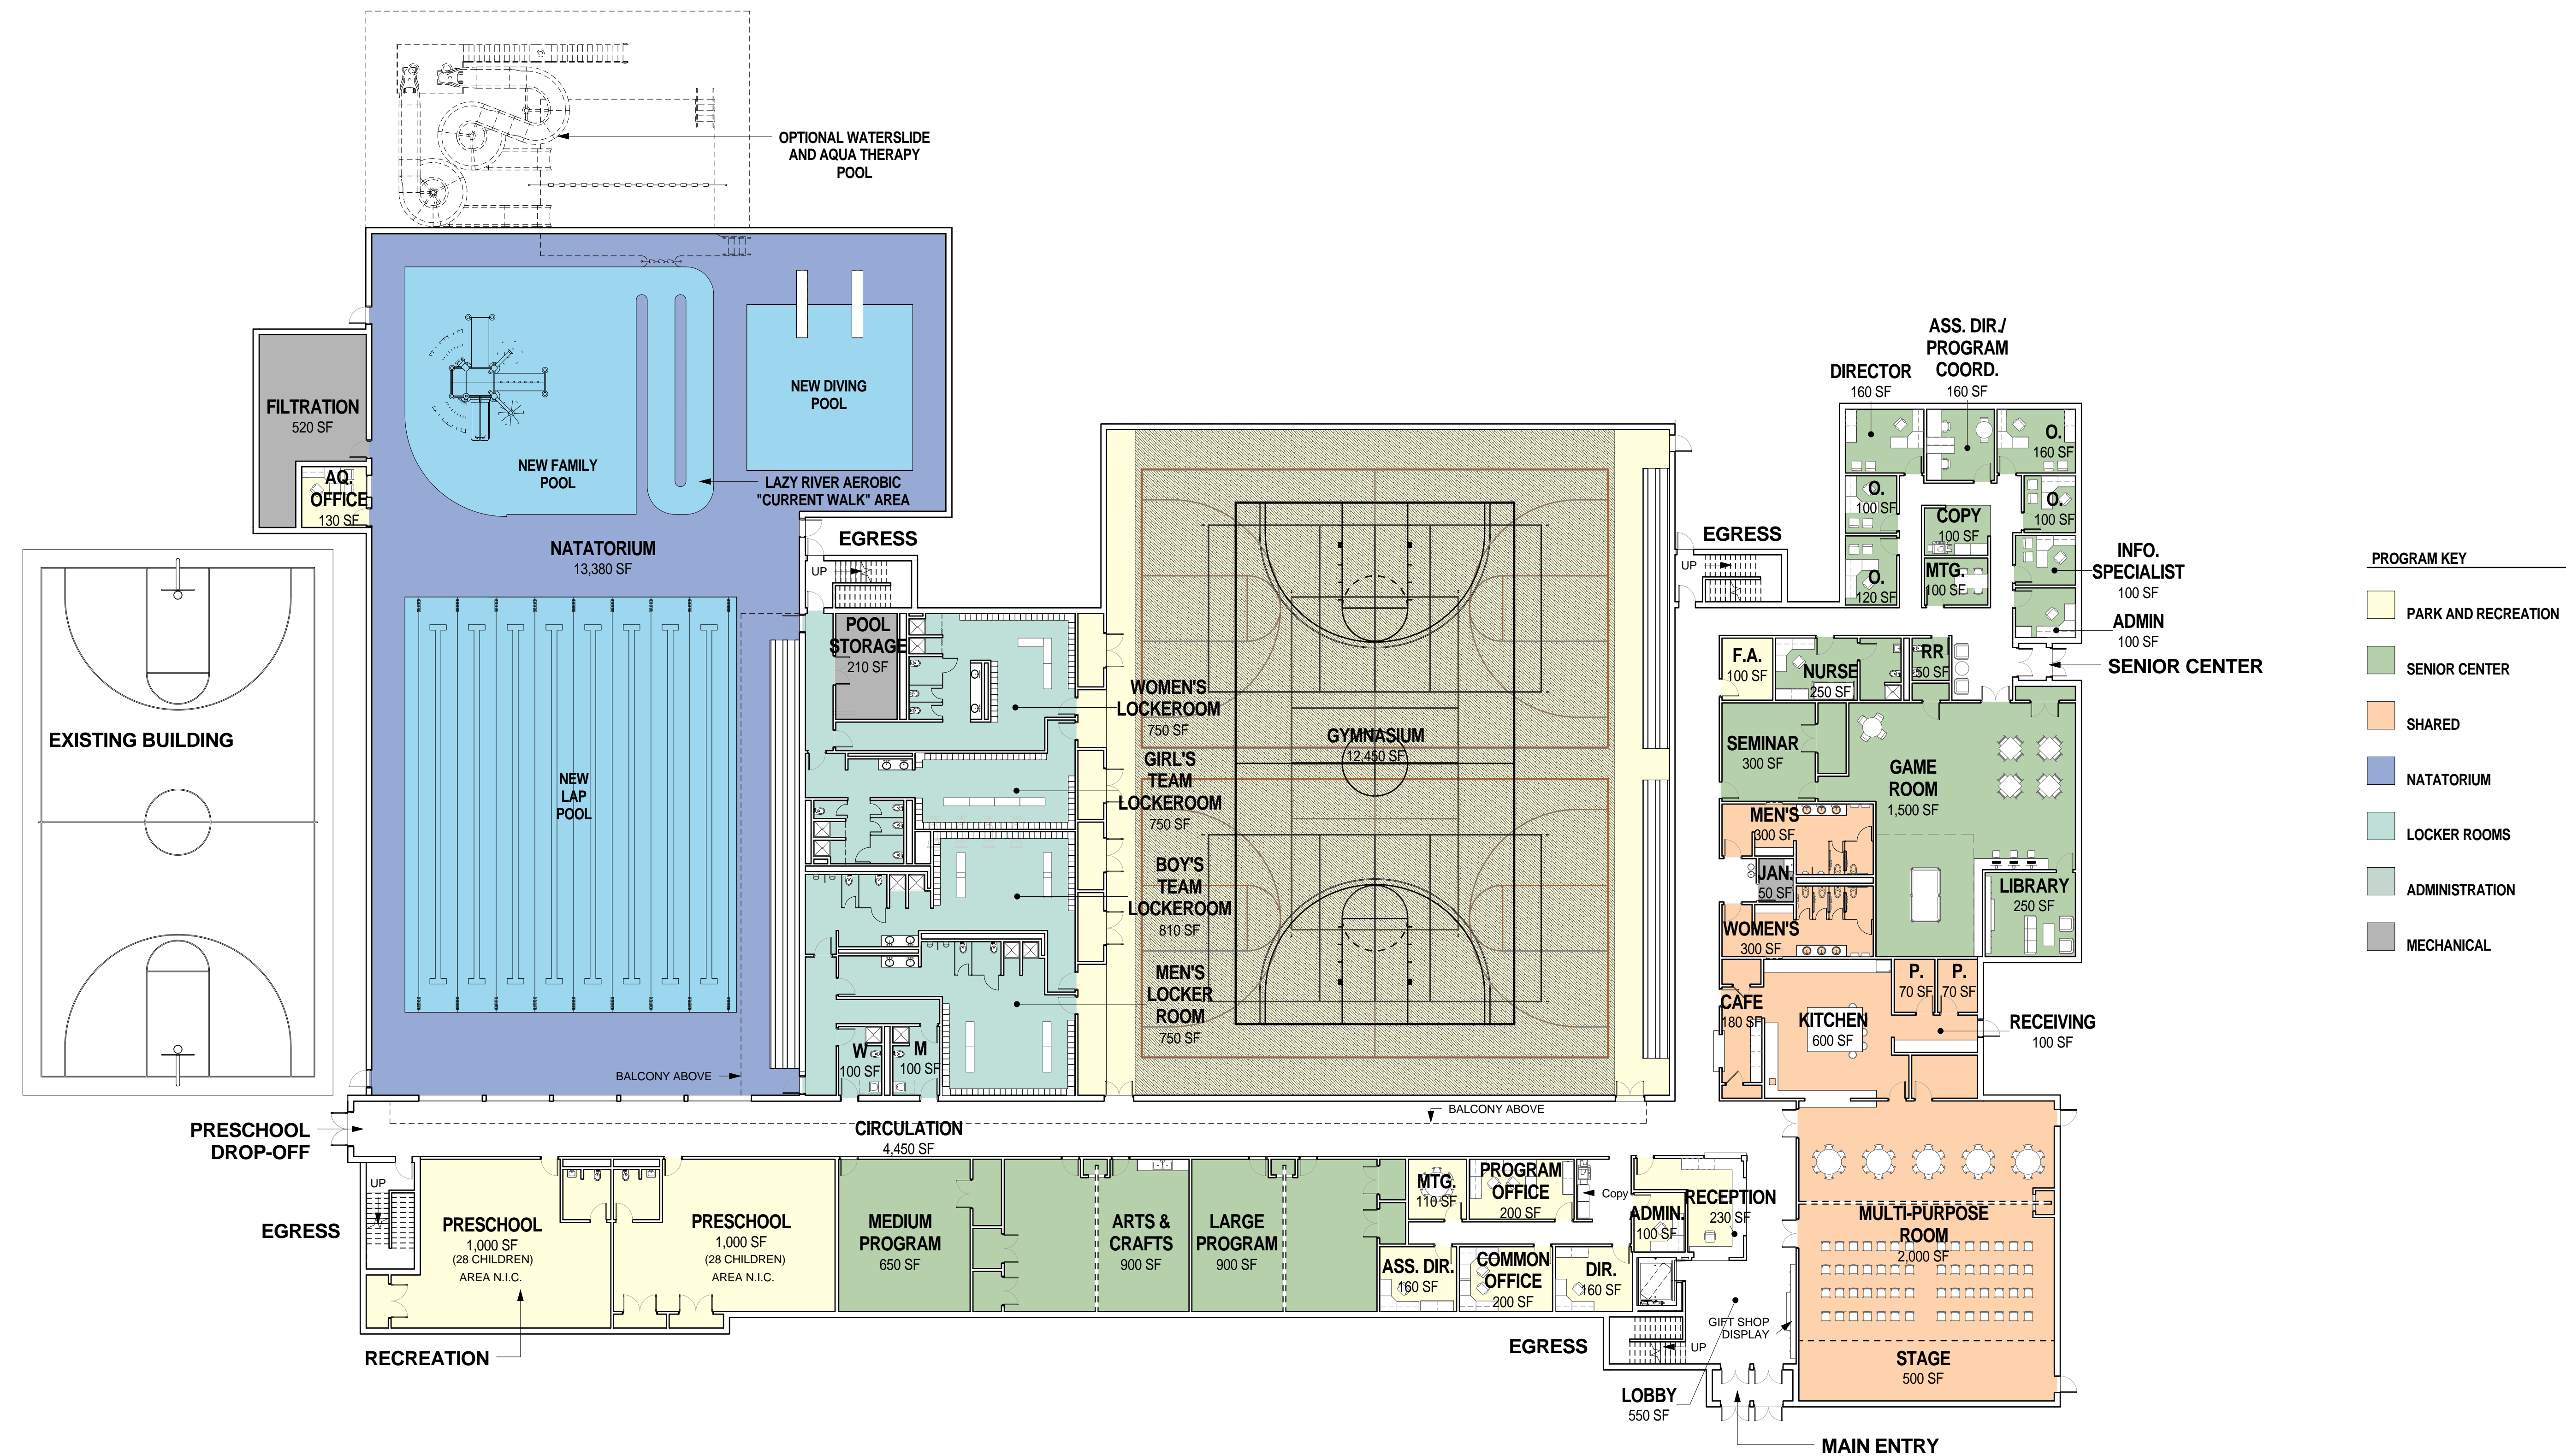 OPTIONAL WATERSLIDE
AND AQUA THERAPY
POOL
FILTRATION
520 SF
AQ.
OFFICE
130 SF
NEW FAMILY
POOL
NEW DIVING
POOL
LAZY RIVER AEROBIC
"CURRENT WALK" AREA
NATATORIUM
13,380 SF
EGRESS
UP
NEW
LAP
POOL
BALCONY ABOVE
EXISTING BUILDING
POOL
STORAGE
210 SF
WOMEN'S
LOCKEROOM
750 SF
GIRL'S
TEAM
LOCKEROOM
750 SF
BOY'S
TEAM
LOCKEROOM
810 SF
MEN'S
LOCKER
ROOM
750 SF
W
100 SF
M
100 SF
GYMNASIUM
12,450 SF
EGRESS
UP
DIRECTOR
160 SF
ASS. DIR./
PROGRAM
COORD.
160 SF
O.
160 SF
O.
100 SF
O.
100 SF
COPY
100 SF
MTG.
100 SF
O.
120 SF
INFO.
SPECIALIST
100 SF
ADMIN
100 SF
SENIOR CENTER
F.A.
100 SF
NURSE
250 SF
RR
50 SF
SEMINAR
300 SF
GAME
ROOM
1,500 SF
MEN'S
300 SF
JAN.
50 SF
WOMEN'S
300 SF
LIBRARY
250 SF
CAFE
180 SF
KITCHEN
600 SF
P.
70 SF
P.
70 SF
RECEIVING
100 SF
PROGRAM KEY
PARK AND RECREATION
SENIOR CENTER
SHARED
NATATORIUM
LOCKER ROOMS
ADMINISTRATION
MECHANICAL
BALCONY ABOVE
CIRCULATION
4,450 SF
PRESCHOOL
DROP-OFF
UP
EGRESS
PRESCHOOL
1,000 SF
(28 CHILDREN)
AREA N.I.C.
PRESCHOOL
1,000 SF
(28 CHILDREN)
AREA N.I.C.
RECREATION
MEDIUM
PROGRAM
650 SF
ARTS &
CRAFTS
900 SF
LARGE
PROGRAM
900 SF
MTG.
110 SF
PROGRAM
OFFICE
200 SF
Copy
ASS. DIR.
160 SF
COMMON
OFFICE
200 SF
DIR.
160 SF
ADMIN.
100 SF
RECEPTION
230 SF
MULTI-PURPOSE
ROOM
2,000 SF
STAGE
500 SF
GIFT SHOP
DISPLAY
EGRESS
UP
LOBBY
550 SF
MAIN ENTRY